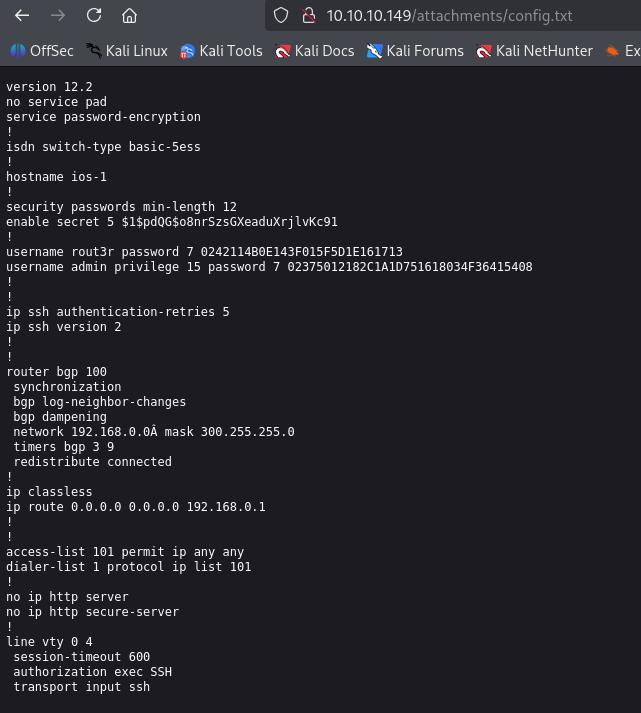 10.10.10.149/attachments/config.txt
OffSec Kali Linux Kali Tools Kali Docs Kali Forums Kali NetHunter Ex
version 12.2
no service pad
service password-encryption
!
isdn switch-type basic-5ess
!
hostname ios-1
!
security passwords min-length 12
enable secret 5 $1$pdQG$o8nrSzsGXeaduXrjlvKc91
!
username rout3r password 7 0242114B0E143F015F5D1E161713
username admin privilege 15 password 7 02375012182C1A1D751618034F36415408
!
!
ip ssh authentication-retries 5
ip ssh version 2
!
!
router bgp 100
 synchronization
 bgp log-neighbor-changes
 bgp dampening
 network 192.168.0.0Â mask 300.255.255.0
 timers bgp 3 9
 redistribute connected
!
ip classless
ip route 0.0.0.0 0.0.0.0 192.168.0.1
!
!
access-list 101 permit ip any any
dialer-list 1 protocol ip list 101
!
no ip http server
no ip http secure-server
!
line vty 0 4
 session-timeout 600
 authorization exec SSH
 transport input ssh